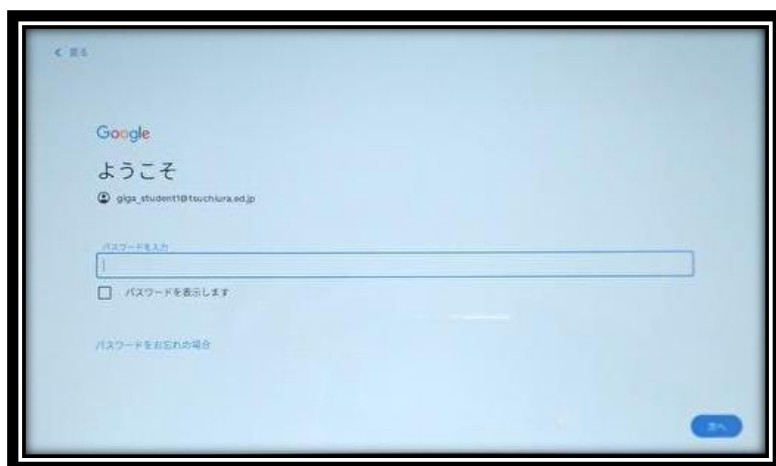 戻る
Google
ようこそ
giga_student1@tsuchiura.ed.jp
パスワードを入力
パスワードを表示します
パスワードをお忘れの場合
次へ